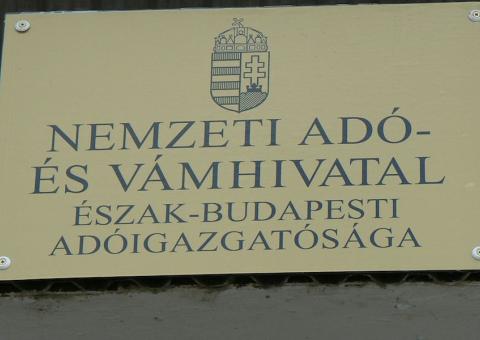 NEMZETI ADÓ-
ÉS VÁMHIVATAL
ÉSZAK-BUDAPESTI
ADÓIGAZGATÓSÁGA